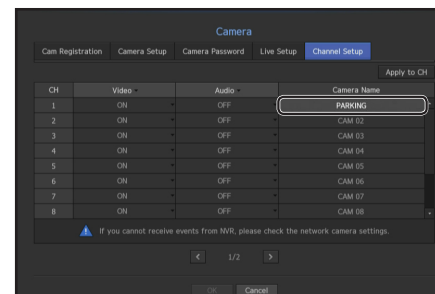 Camera
Cam Registration Camera Setup Camera Password Live Setup Channel Setup
Apply to CH
CH Video Audio Camera Name
1 ON OFF PARKING
2 ON OFF CAM 02
3 ON OFF CAM 03
4 ON OFF CAM 04
5 ON OFF CAM 05
6 ON OFF CAM 06
7 ON OFF CAM 07
8 ON OFF CAM 08
If you cannot receive events from NVR, please check the network camera settings.
< 1/2 >
OK Cancel